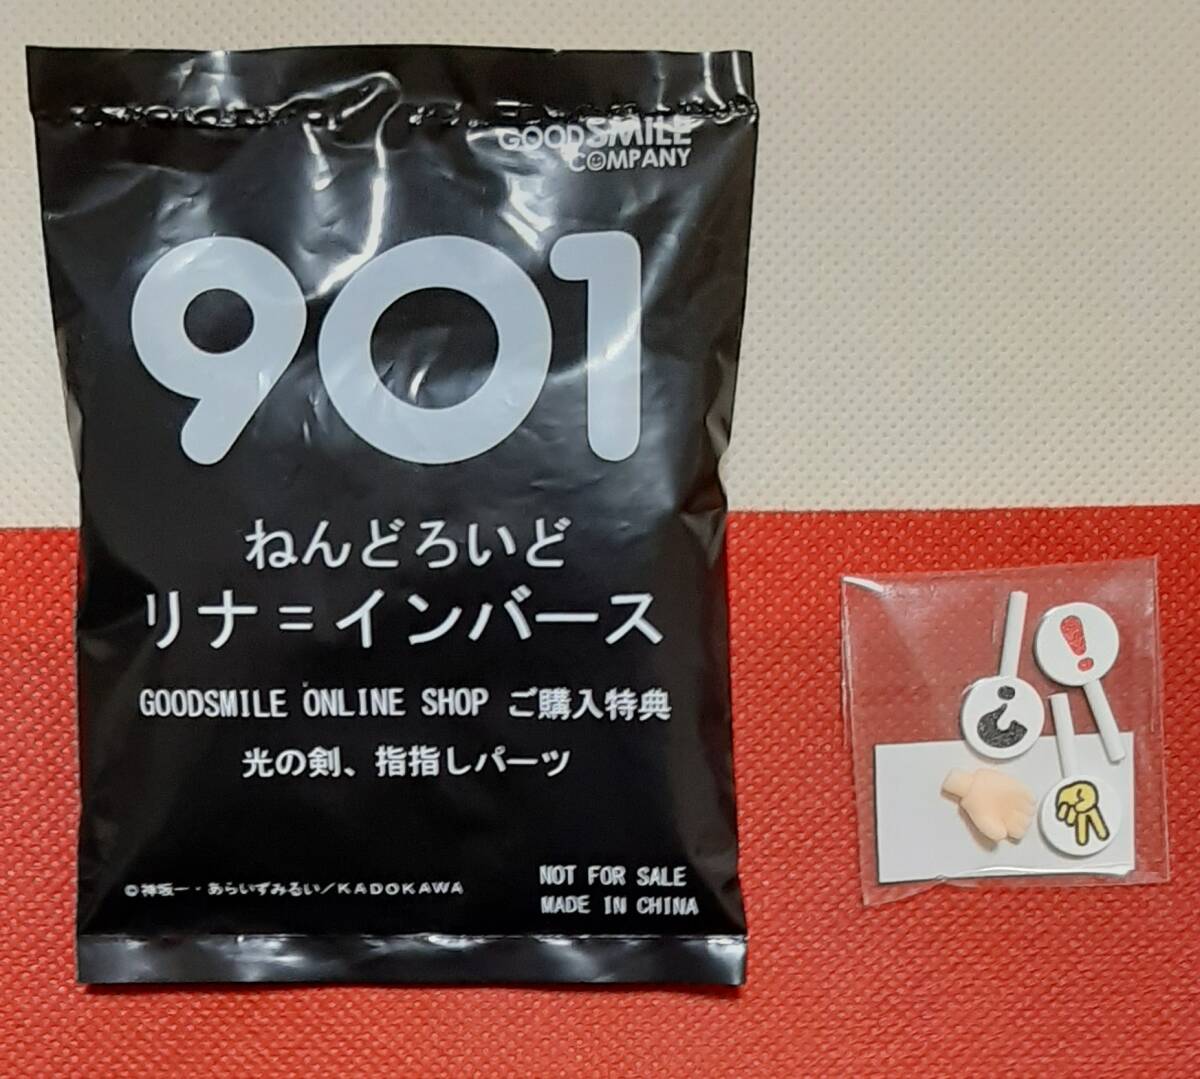 GOODSMILE
COMPANY
901
ねんどろいど
リナ=インバース
GOODSMILE ONLINE SHOP ご購入特典
光の剣、指指しパーツ
©神坂一・あらいずみるい/KADOKAWA
NOT FOR SALE
MADE IN CHINA
!
?